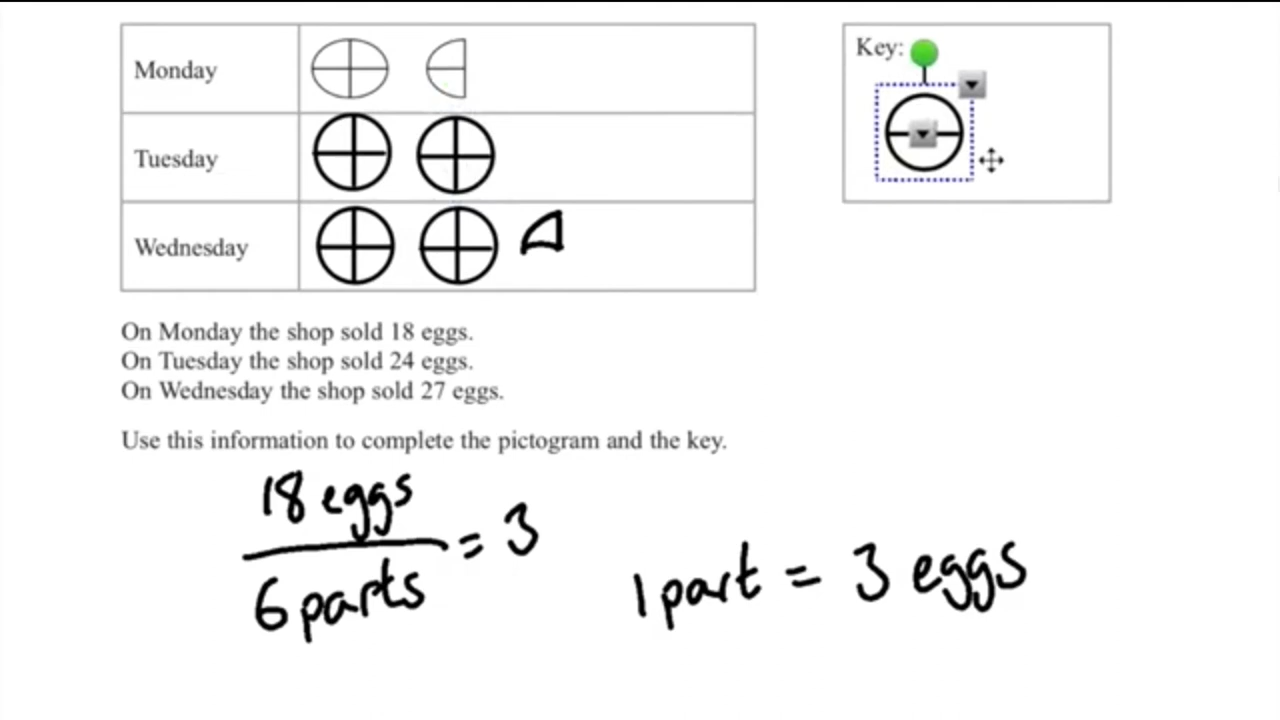 Monday
Key:
Tuesday
Wednesday
On Monday the shop sold 18 eggs.
On Tuesday the shop sold 24 eggs.
On Wednesday the shop sold 27 eggs.
Use this information to complete the pictogram and the key.
18 eggs
6 parts
= 3
1 part = 3 eggs